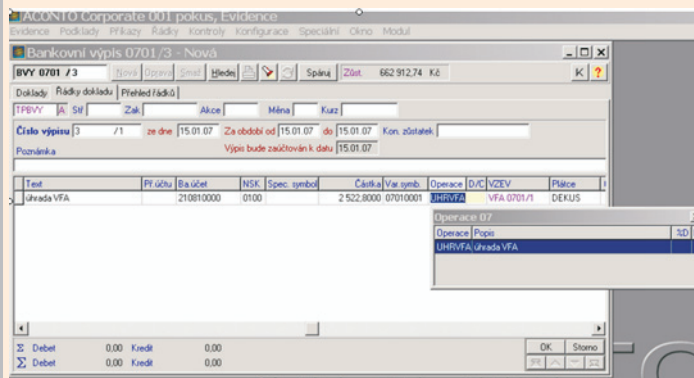 ACONTO Corporate 001 pokus, Evidence
Evidence Podklady Příkazy Řádky Kontroly Konfigurace Speciální Okno Modul
Bankovní výpis 0701/3 - Nová
BVY 0701 /3 Nová Oprava Smaž Hledej Spáruj Zůst. 662 912,74 Kč K ?
Doklady Řádky dokladu Přehled řádků
TPBVY A Stř Zak Akce Měna Kurz
Číslo výpisu 3 /1 ze dne 15.01.07 Za období od 15.01.07 do 15.01.07 Kon. zůstatek
Poznámka Výpis bude zaúčtován k datu 15.01.07
Text Př.účtu Ba.účet NSK Spec. symbol Částka Var.symb. Operace D/C VZEV Plátce
úhrada VFA 210810000 0100 2 522,8000 07010001 UHRVFA VFA 0701/1 DEKUS
Operace 07
Operace Popis %D
UHRVFA úhrada VFA
Σ Debet 0,00 Kredit 0,00 OK Storno
Σ Debet 0,00 Kredit 0,00